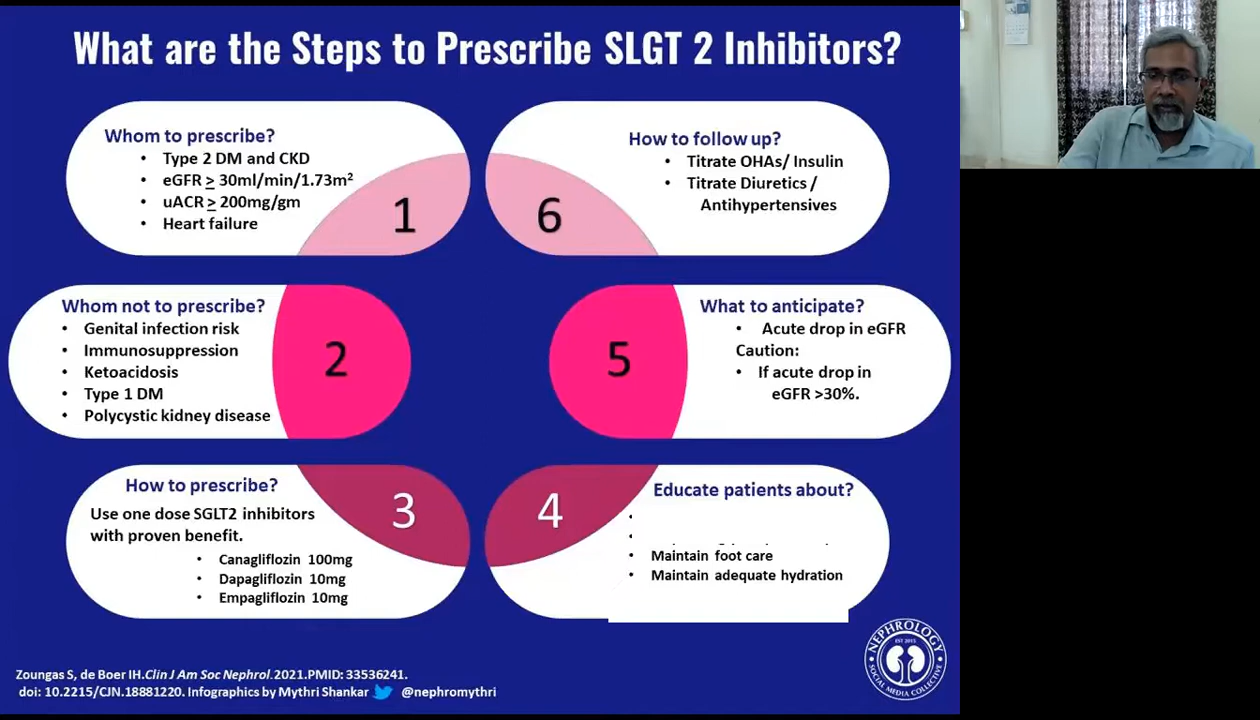 What are the Steps to Prescribe SLGT 2 Inhibitors?
Whom to prescribe?
• Type 2 DM and CKD
• eGFR ≥ 30ml/min/1.73m²
• uACR ≥ 200mg/gm
• Heart failure
1
Whom not to prescribe?
• Genital infection risk
• Immunosuppression
• Ketoacidosis
• Type 1 DM
• Polycystic kidney disease
2
How to prescribe?
Use one dose SGLT2 inhibitors
with proven benefit.
• Canagliflozin 100mg
• Dapagliflozin 10mg
• Empagliflozin 10mg
3
4
Educate patients about?
• Maintain foot care
• Maintain adequate hydration
5
What to anticipate?
• Acute drop in eGFR
Caution:
• If acute drop in
eGFR >30%.
6
How to follow up?
• Titrate OHAs/ Insulin
• Titrate Diuretics /
Antihypertensives
Zoungas S, de Boer IH.Clin J Am Soc Nephrol.2021.PMID: 33536241.
doi: 10.2215/CJN.18881220. Infographics by Mythri Shankar @nephromythri
NEPHROLOGY
EST 2015
SOCIAL MEDIA COLLECTIVE